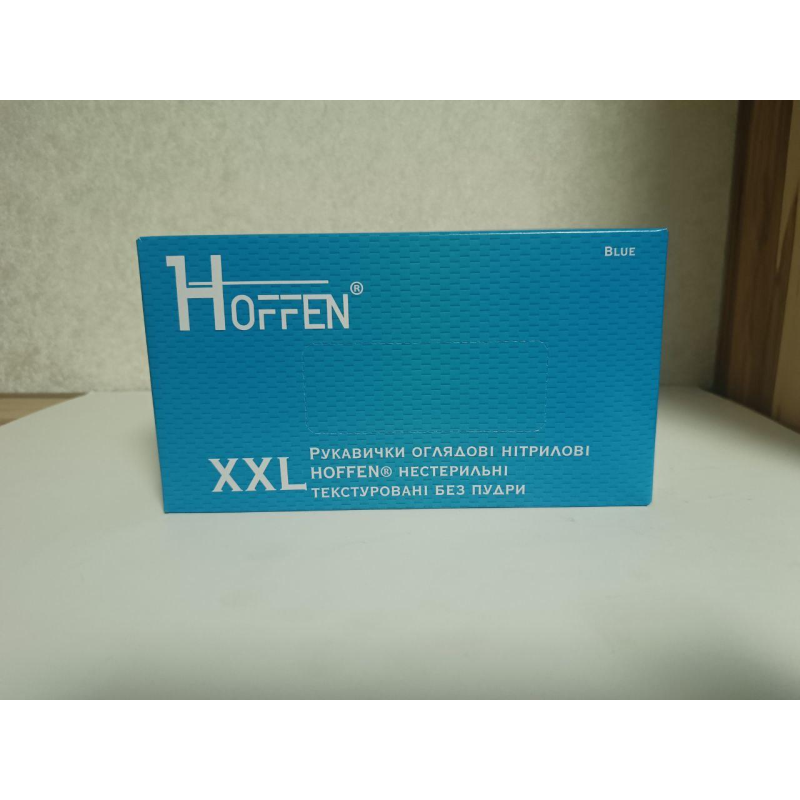 Blue
HOFFEN®
XXL
Рукавички оглядові нітрилові
HOFFEN® нестерильні
текстуровані без пудри